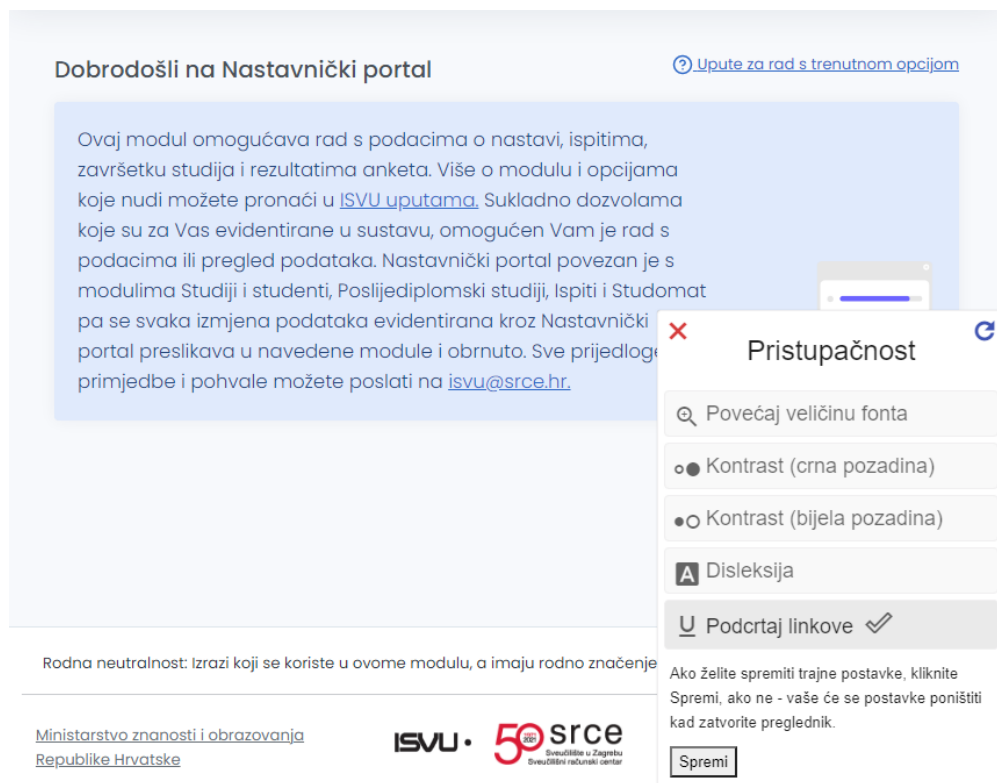 Dobrodošli na Nastavnički portal
Upute za rad s trenutnom opcijom
Ovaj modul omogućava rad s podacima o nastavi, ispitima,
završetku studija i rezultatima anketa. Više o modulu i opcijama
koje nudi možete pronaći u ISVU uputama. Sukladno dozvolama
koje su za Vas evidentirane u sustavu, omogućen Vam je rad s
podacima ili pregled podataka. Nastavnički portal povezan je s
modulima Studiji i studenti, Poslijediplomski studiji, Ispiti i Studomat
pa se svaka izmjena podataka evidentirana kroz Nastavnički
portal preslikava u navedene module i obrnuto. Sve prijedloge
primjedbe i pohvale možete poslati na isvu@srce.hr.
Pristupačnost
Povećaj veličinu fonta
Kontrast (crna pozadina)
Kontrast (bijela pozadina)
A Disleksija
U Podcrtaj linkove
Ako želite spremiti trajne postavke, kliknite
Spremi, ako ne - vaše će se postavke poništiti
kad zatvorite preglednik.
Spremi
Rodna neutralnost: Izrazi koji se koriste u ovome modulu, a imaju rodno značenje
Ministarstvo znanosti i obrazovanja
Republike Hrvatske
ISVU
50 srce
2021
Sveučilište u Zagrebu
Sveučilišni računski centar